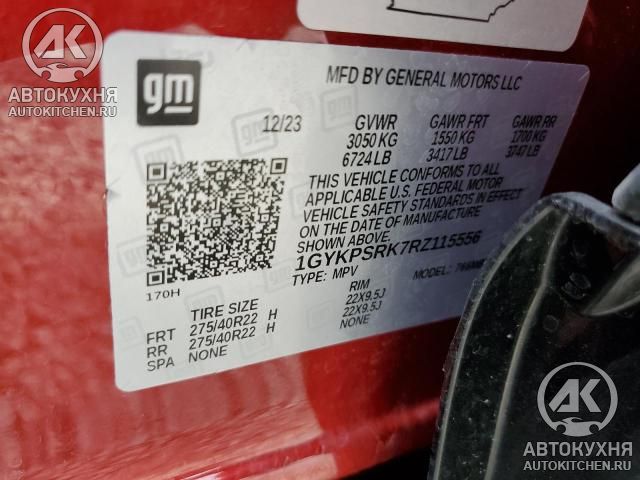 AK
АВТОКУХНЯ
AUTOKITCHEN.RU
gm
MFD BY GENERAL MOTORS LLC
12/23 GVWR GAWR FRT GAWR RR
3050 KG 1550 KG 1700 KG
6724 LB 3417 LB 3747 LB
THIS VEHICLE CONFORMS TO ALL
APPLICABLE U.S. FEDERAL MOTOR
VEHICLE SAFETY STANDARDS IN EFFECT
ON THE DATE OF MANUFACTURE
SHOWN ABOVE.
1GYKPSRK7RZ115556
TYPE: MPV MODEL:
170H
TIRE SIZE RIM
FRT 275/40R22 H 22X9.5J
RR 275/40R22 H 22X9.5J
SPA NONE NONE
AK
АВТОКУХНЯ
AUTOKITCHEN.RU